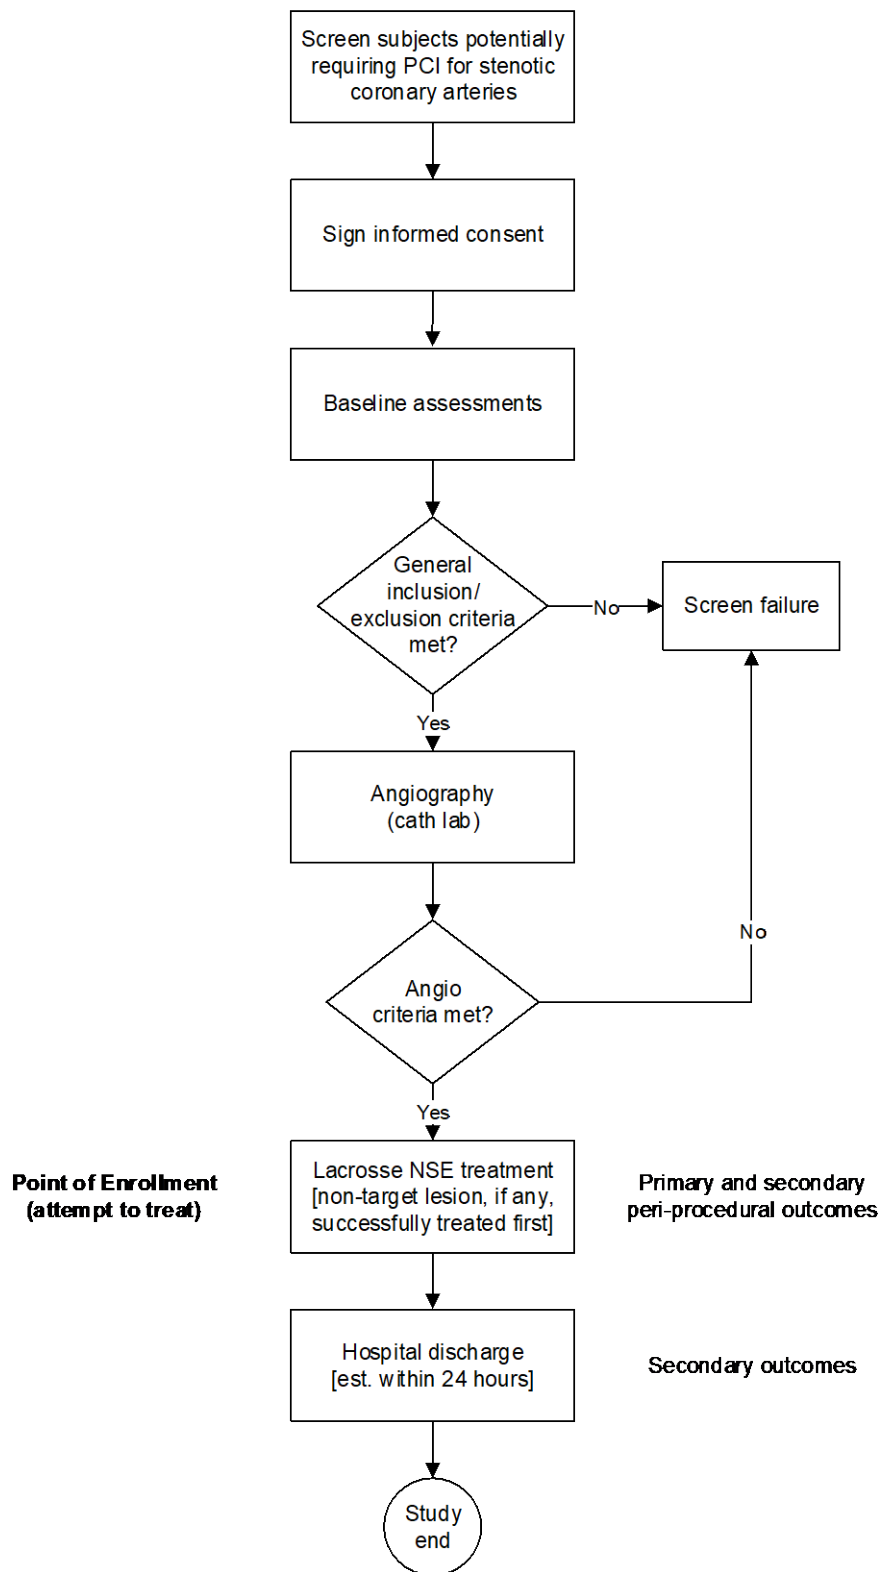 Screen subjects potentially
requiring PCI for stenotic
coronary arteries
Sign informed consent
Baseline assessments
General
inclusion/
exclusion criteria
met?
No
Screen failure
Yes
Angiography
(cath lab)
No
Angio
criteria met?
Yes
Point of Enrollment
(attempt to treat)
Lacrosse NSE treatment
[non-target lesion, if any,
successfully treated first]
Primary and secondary
peri-procedural outcomes
Hospital discharge
[est. within 24 hours]
Secondary outcomes
Study
end